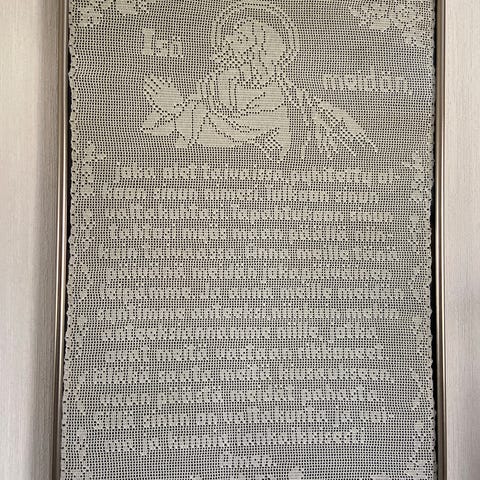 Isä
meidän,
joka olet taivaissa pyhitetty ol-
koon sinun nimesi tulkoon sinun
valtakuntasi tapahtukoon sinun
tahtosi myös maan
kuin taivaassa. Anna meille tänä
päivänä meidän jokapäiväinen
leipämme. Ja anna meille meidän
syntimme anteeksi, niinkuin mekin
anteeksi annamme niille jotka
ovat meitä vastaan rikkoneet.
äläkä saata meitä kiusaukseen
vaan päästä meidät pahasta
sillä sinun on valtakunta ja voi-
ma ja kunnia iankaikkisesti
Amen.